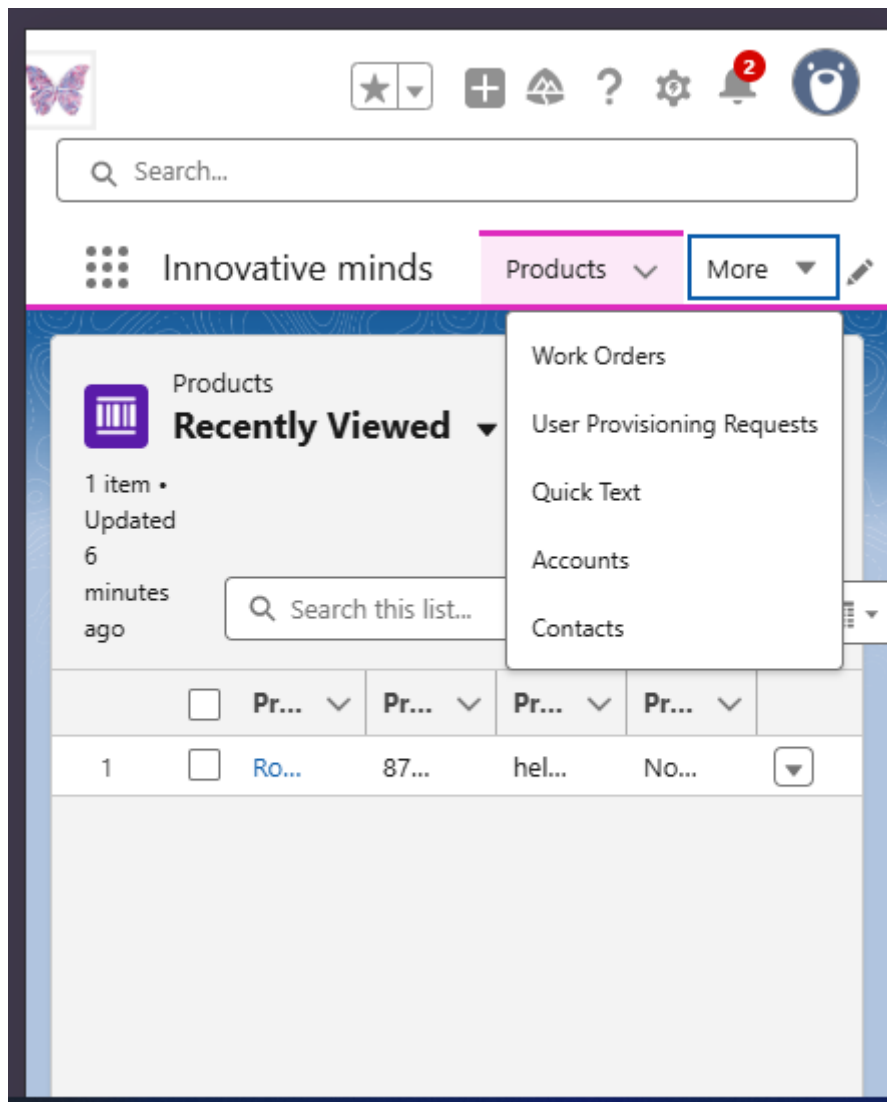 2
Search...
Innovative minds Products More
Work Orders
User Provisioning Requests
Quick Text
Accounts
Contacts
Products
Recently Viewed
1 item •
Updated
6
minutes
ago
Search this list...
Pr... Pr... Pr... Pr...
1 Ro... 87... hel... No...